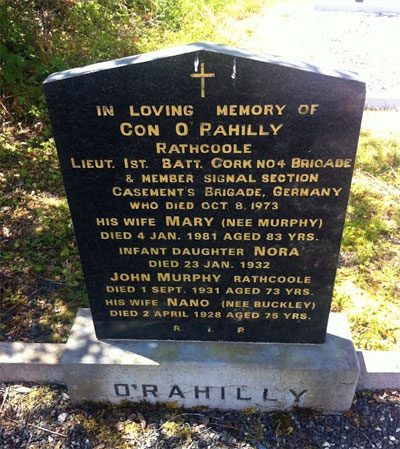 IN LOVING MEMORY OF
CON O'RAHILLY
RATHCOOLE
LIEUT. 1ST. BATT. CORK NO4 BRIGADE
& MEMBER SIGNAL SECTION
CASEMENT'S BRIGADE, GERMANY
WHO DIED OCT 8, 1973
HIS WIFE MARY (NEE MURPHY)
DIED 4 JAN. 1981 AGED 83 YRS.
INFANT DAUGHTER NORA
DIED 23 JAN. 1932
JOHN MURPHY RATHCOOLE
DIED 1 SEPT. 1931 AGED 73 YRS.
HIS WIFE NANO (NEE BUCKLEY)
DIED 2 APRIL 1928 AGED 75 YRS.
R I P
O'RAHILLY